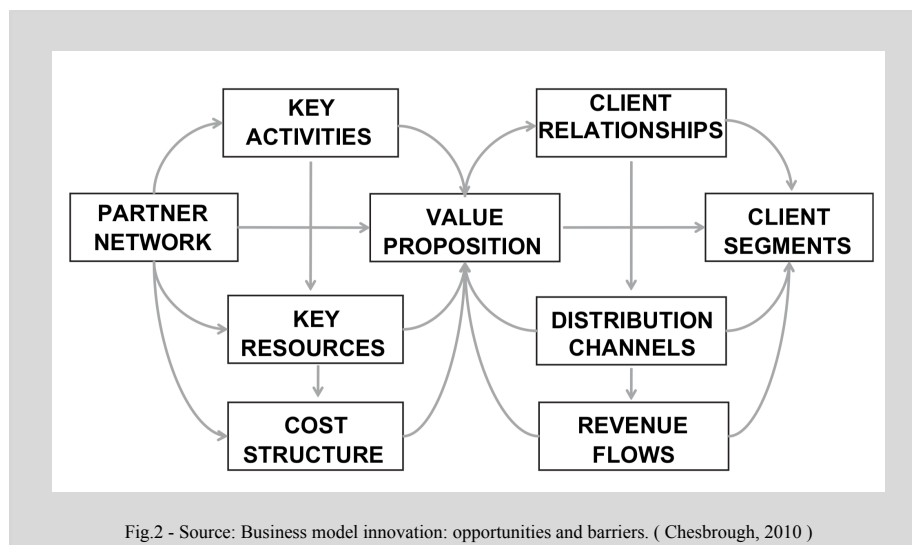 KEY
ACTIVITIES
CLIENT
RELATIONSHIPS
PARTNER
NETWORK
VALUE
PROPOSITION
CLIENT
SEGMENTS
KEY
RESOURCES
DISTRIBUTION
CHANNELS
COST
STRUCTURE
REVENUE
FLOWS
Fig.2 - Source: Business model innovation: opportunities and barriers. ( Chesbrough, 2010 )